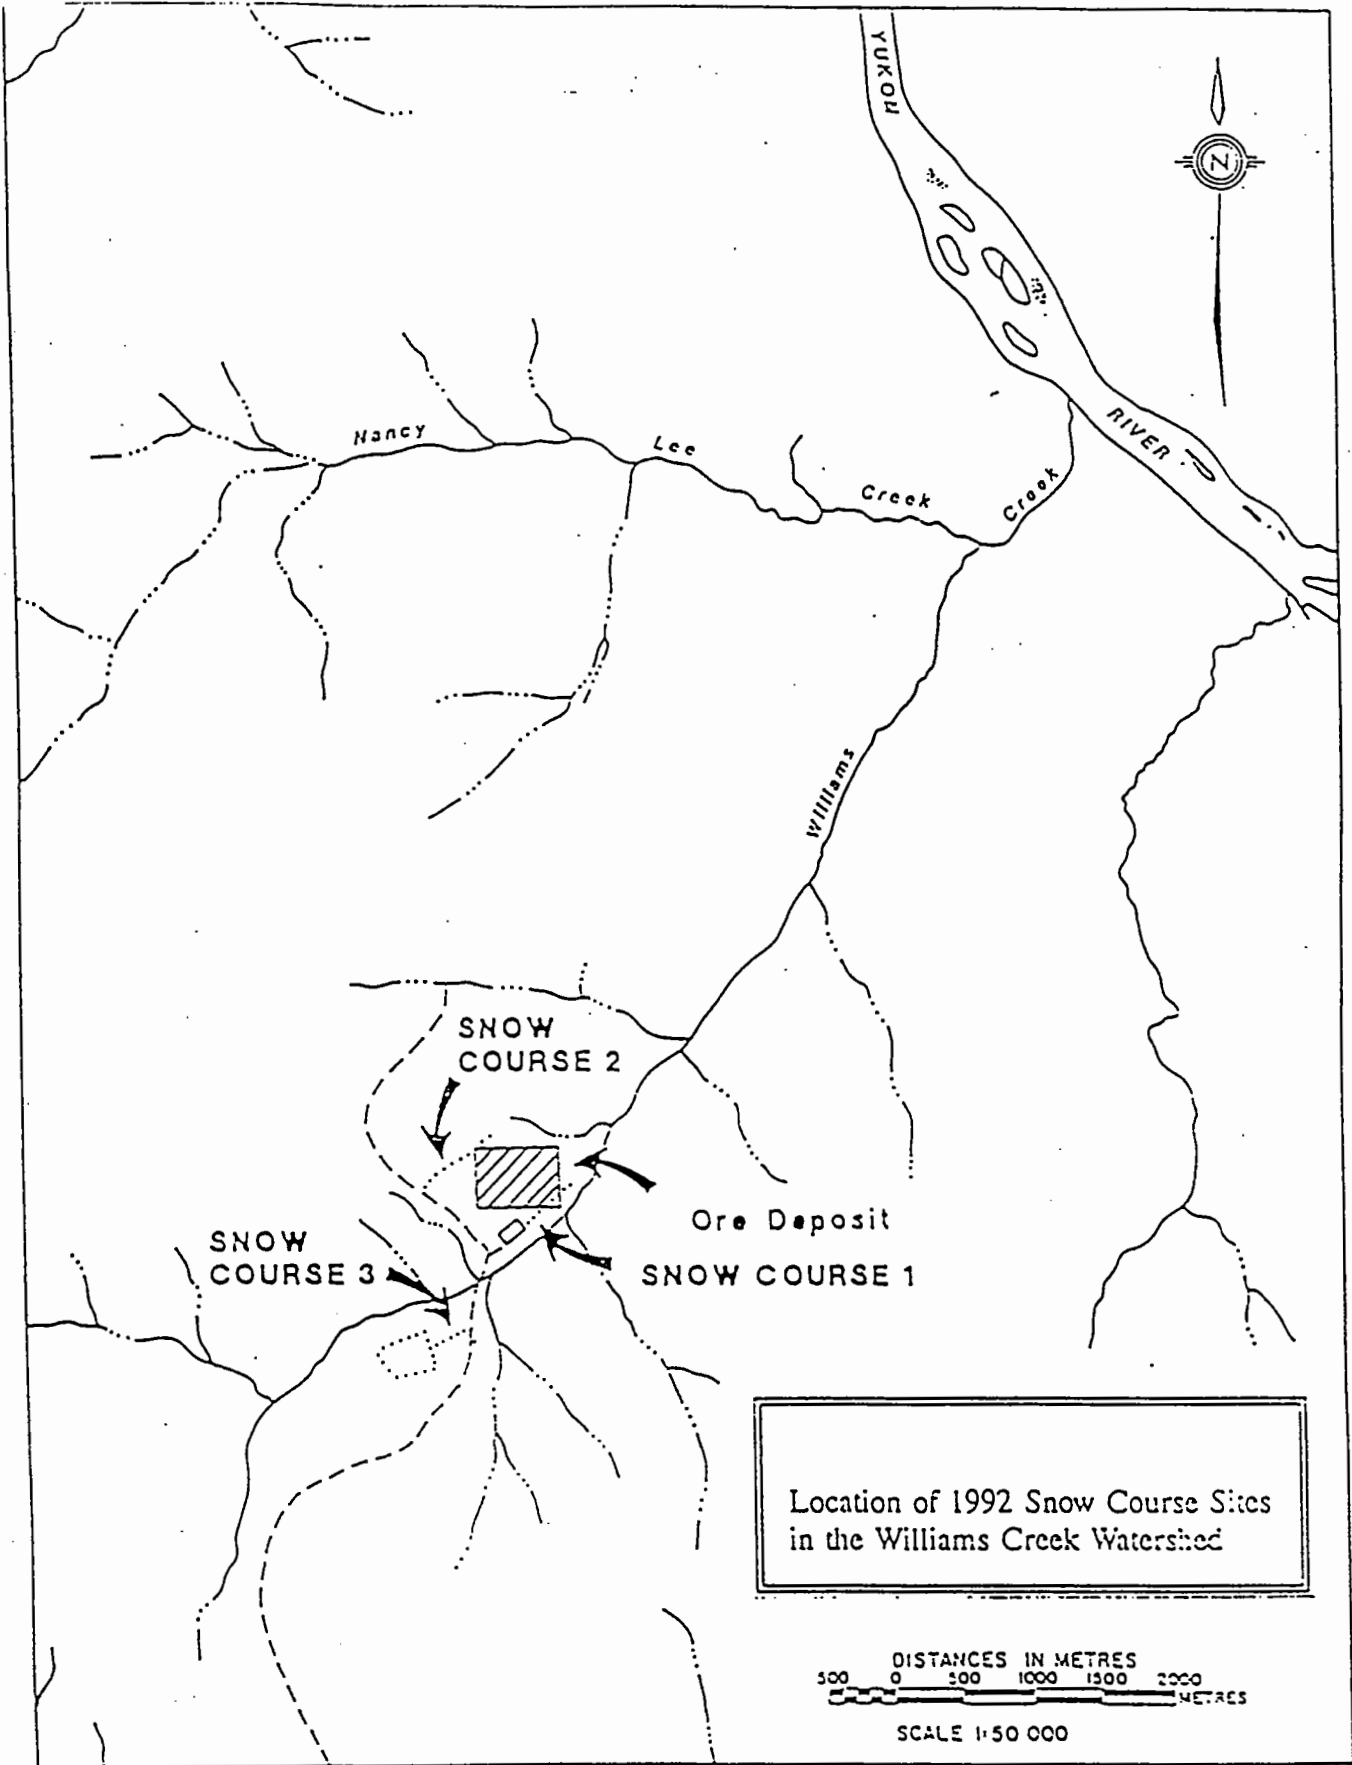 YUKON
N
RIVER
Nancy Lee Creek
Creek
Williams
SNOW
COURSE 2
Ore Deposit
SNOW
COURSE 3
SNOW COURSE 1
Location of 1992 Snow Course Sites
in the Williams Creek Watershed
DISTANCES IN METRES
500 0 500 1000 1500 2000
METRES
SCALE 1:50 000